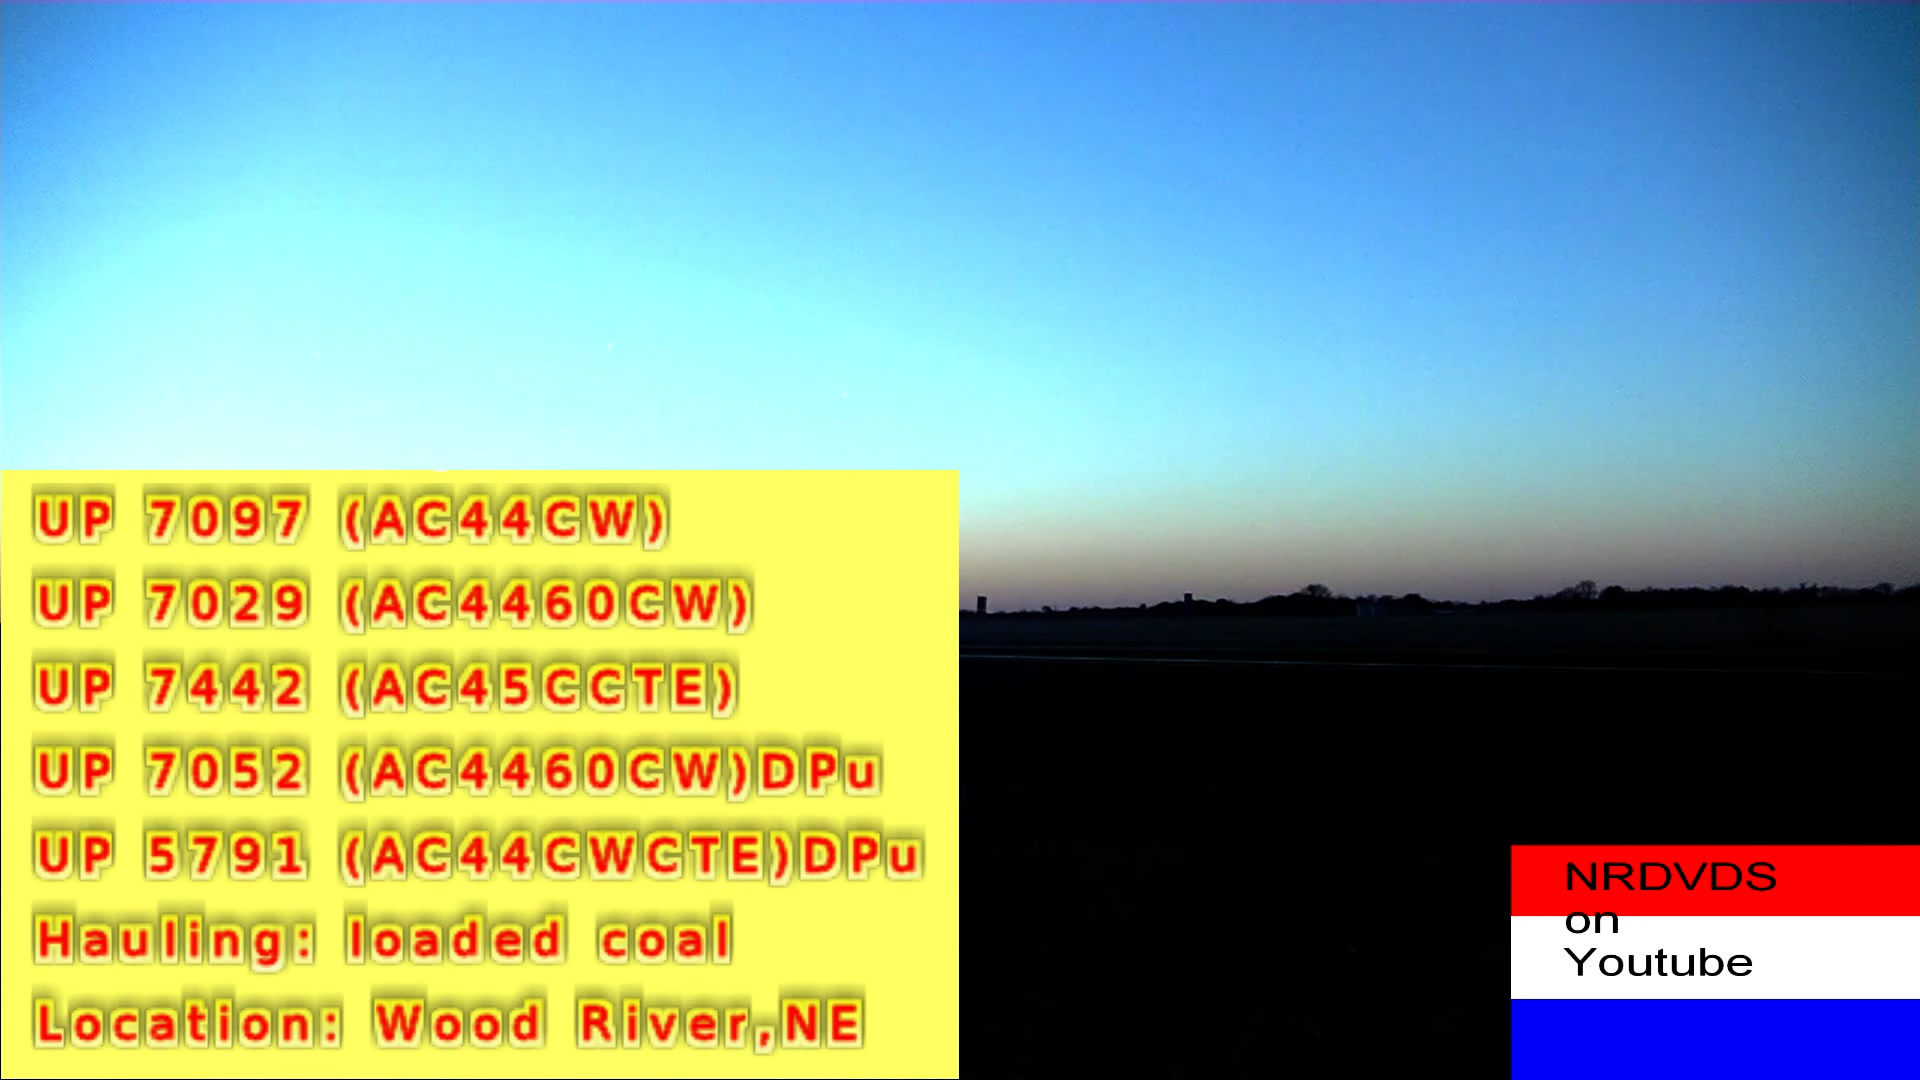 UP 7097 (AC44CW)
UP 7029 (AC4460CW)
UP 7442 (AC45CCTE)
UP 7052 (AC4460CW)DPu
UP 5791 (AC44CWCTE)DPu
Hauling: loaded coal
Location: Wood River,NE
NRDVDS
on
Youtube